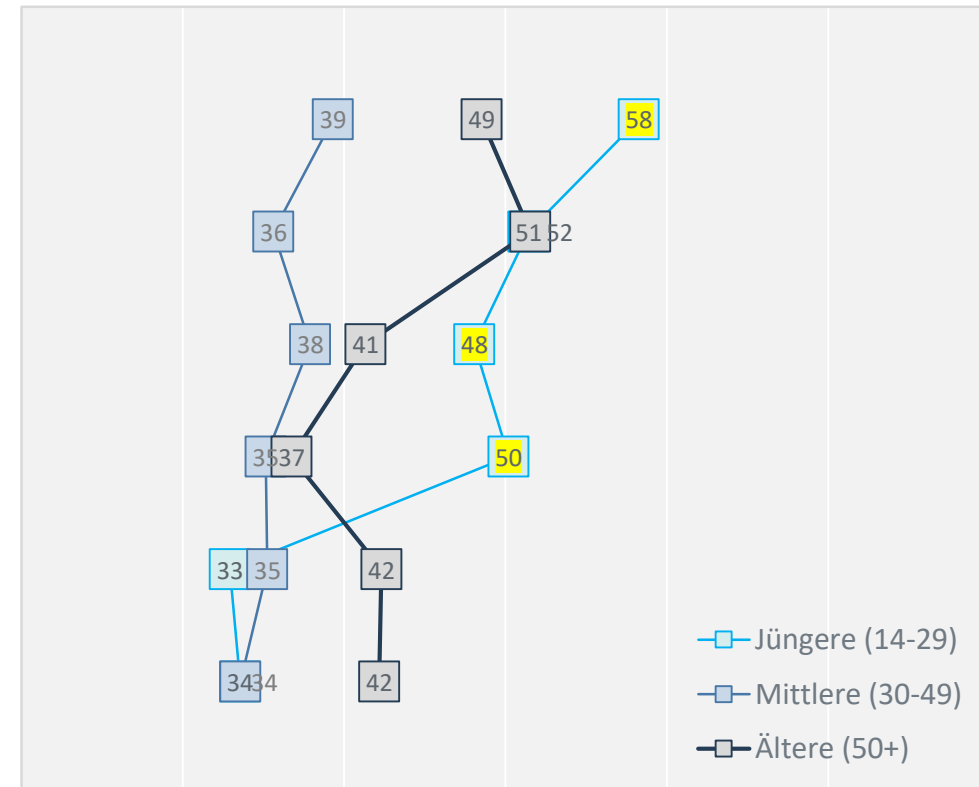 39 49 58
36 51 52
38 41 48
35 37 50
33 35 42
34 34 42
Jüngere (14-29)
Mittlere (30-49)
Ältere (50+)